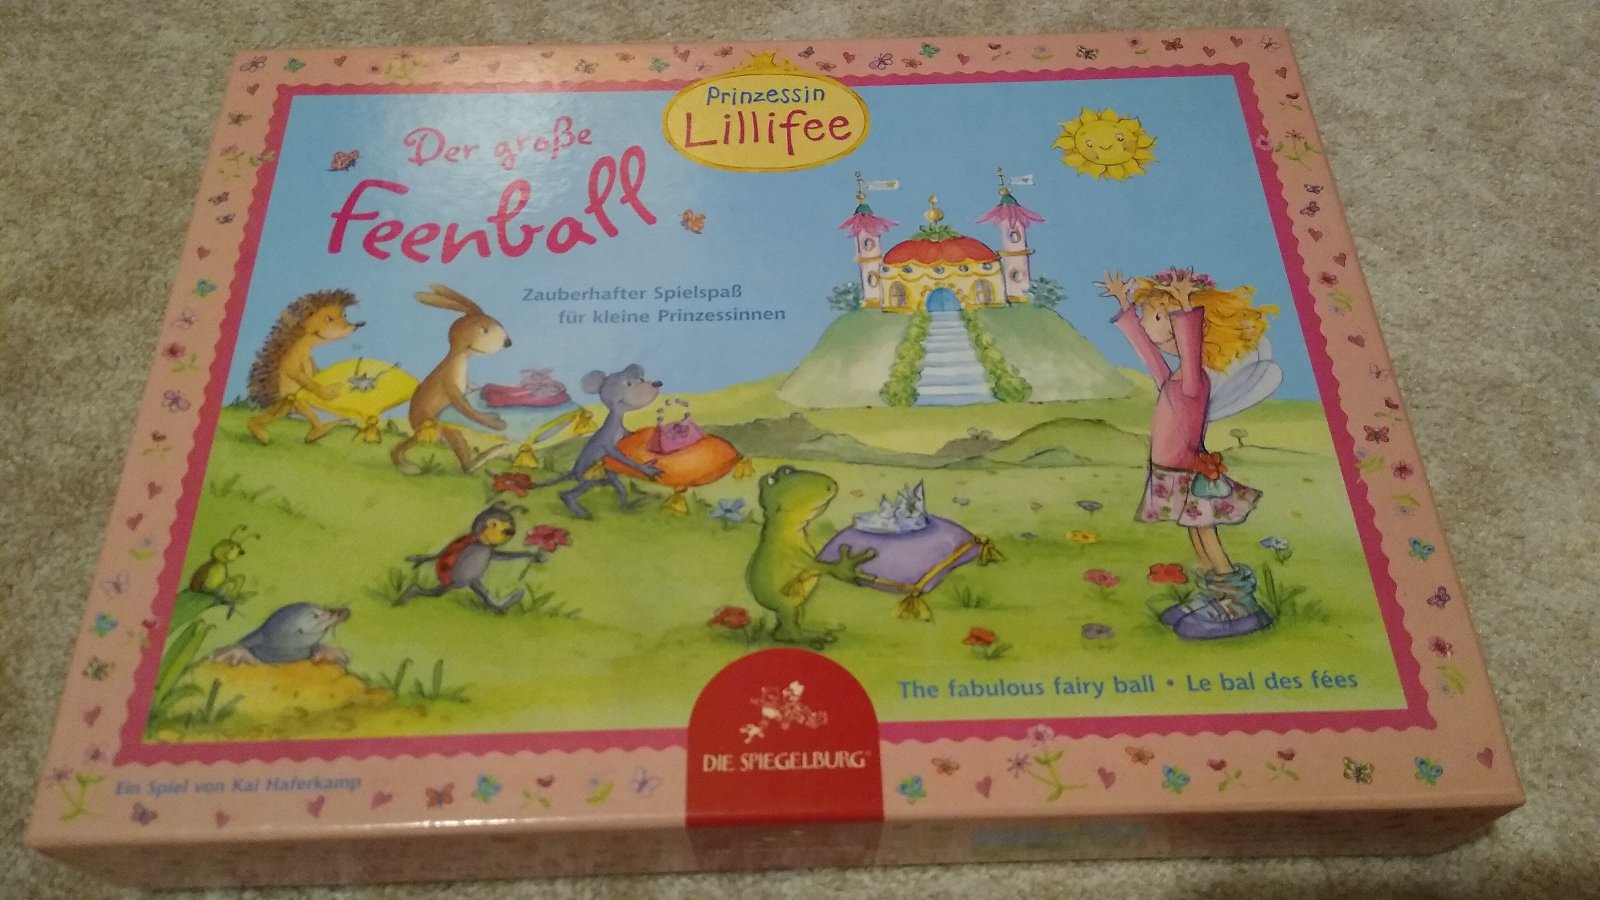 Prinzessin
Lillifee
Der große
Feenball
Zauberhafter Spielspaß
für kleine Prinzessinnen
The fabulous fairy ball • Le bal des fées
DIE SPIEGELBURG
Ein Spiel von Kai Haferkamp